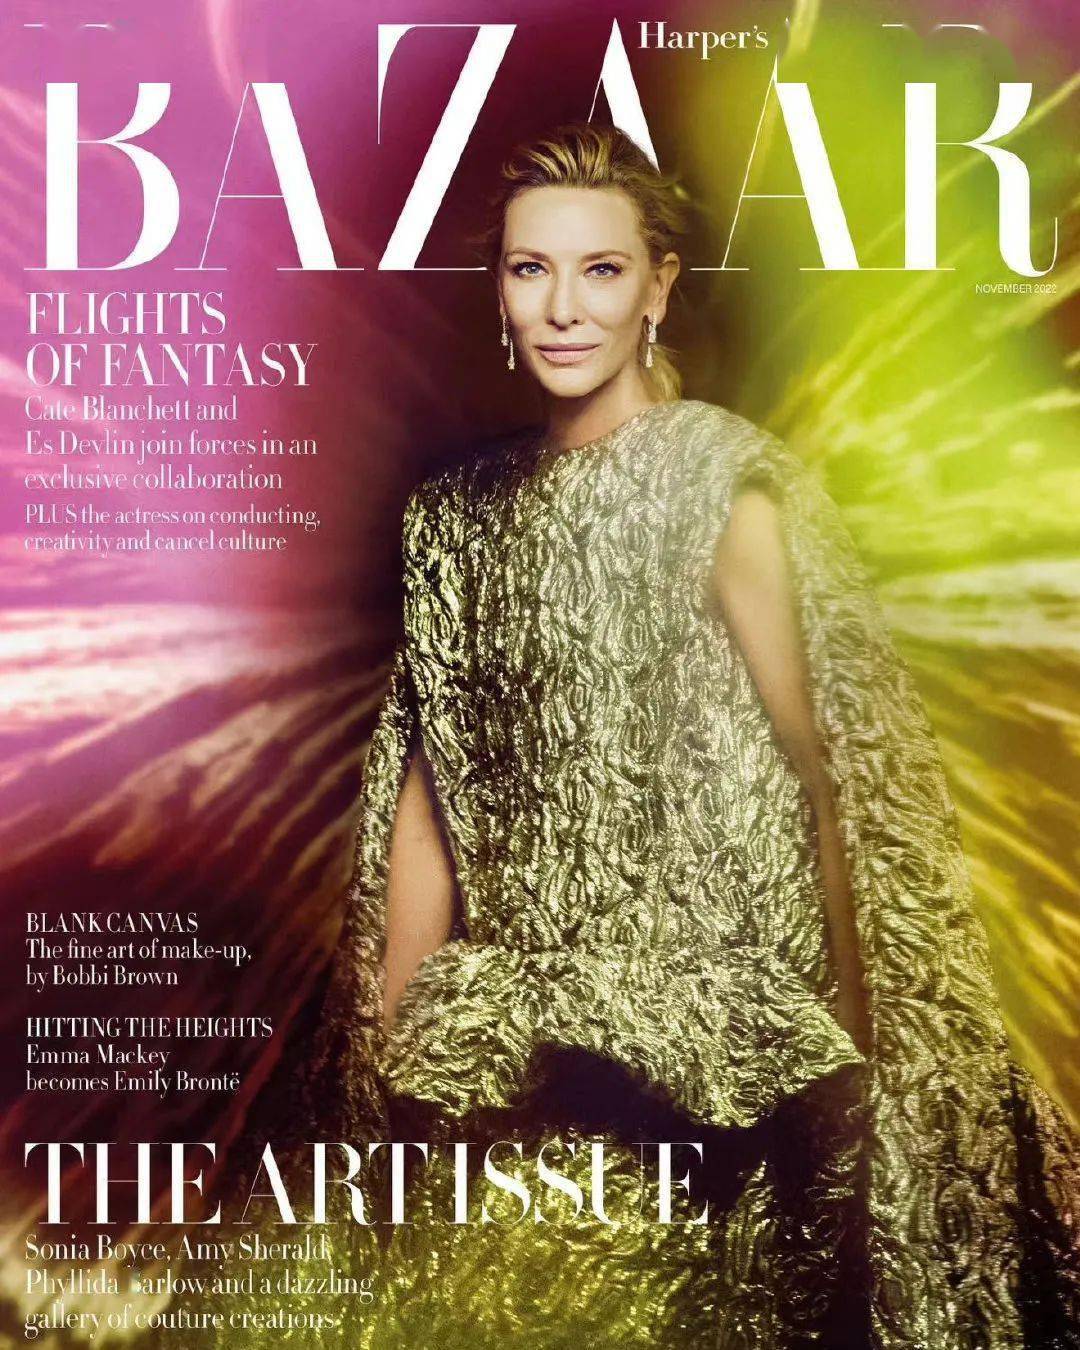 Harper's
BAZAAR
NOVEMBER 2022
FLIGHTS
OF FANTASY
Cate Blanchett and
Es Devlin join forces in an
exclusive collaboration
PLUS the actress on conducting,
creativity and cancel culture
BLANK CANVAS
The fine art of make-up,
by Bobbi Brown
HITTING THE HEIGHTS
Emma Mackey
becomes Emily Brontë
THE ART ISSUE
Sonia Boyce, Amy Sherald,
Phyllida Barlow and a dazzling
gallery of couture creations